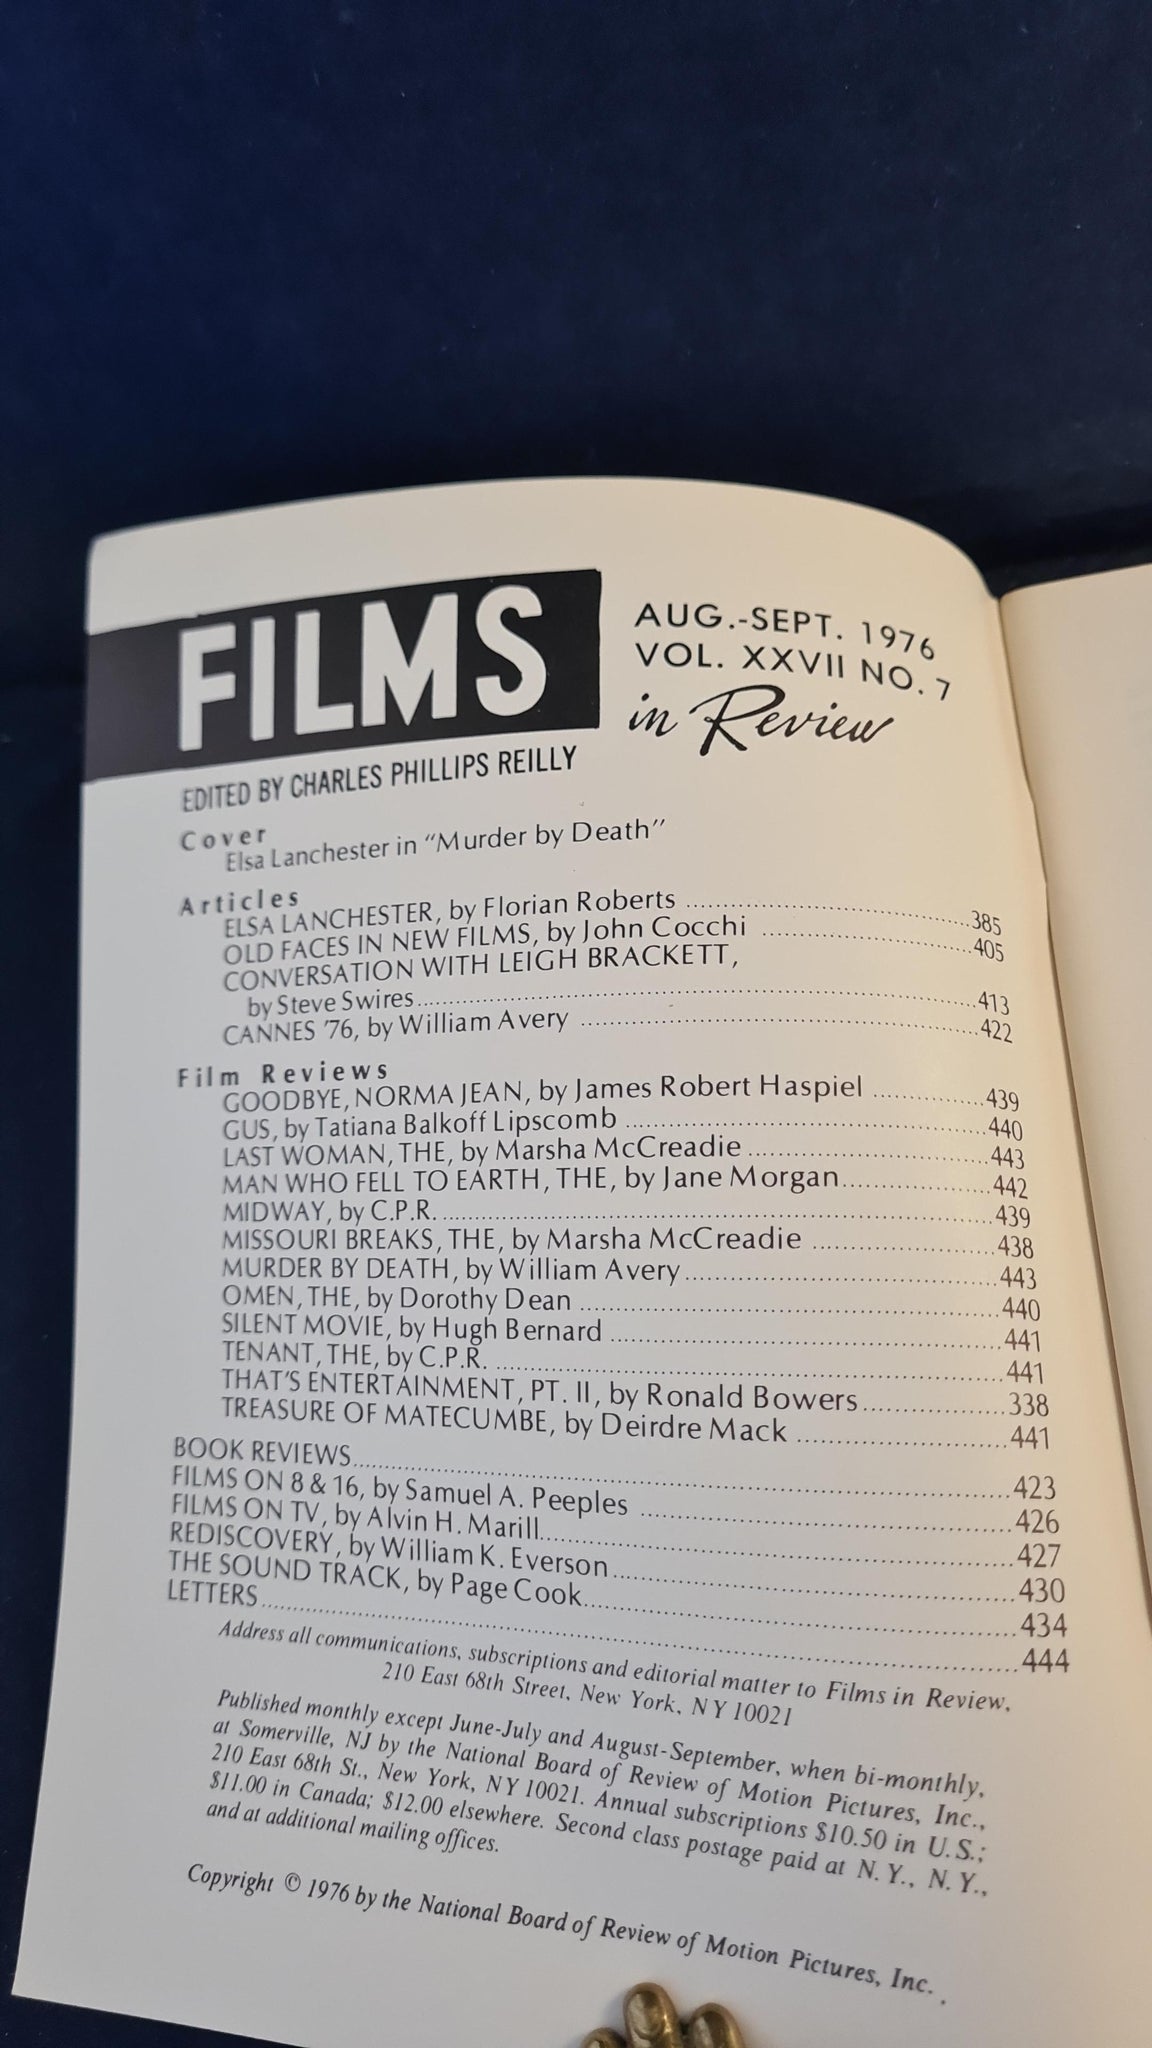 FILMS
AUG.-SEPT. 1976
VOL. XXVII NO. 7
in Review
EDITED BY CHARLES PHILLIPS REILLY
Cover
Elsa Lanchester in “Murder by Death”
Articles
ELSA LANCHESTER, by Florian Roberts ........385
OLD FACES IN NEW FILMS, by John Cocchi ........405
CONVERSATION WITH LEIGH BRACKETT,
by Steve Swires........413
CANNES '76, by William Avery ........422
Film Reviews
GOODBYE, NORMA JEAN, by James Robert Haspiel ........439
GUS, by Tatiana Balkoff Lipscomb ........440
LAST WOMAN, THE, by Marsha McCreadie ........443
MAN WHO FELL TO EARTH, THE, by Jane Morgan........442
MIDWAY, by C.P.R. ........439
MISSOURI BREAKS, THE, by Marsha McCreadie ........438
MURDER BY DEATH, by William Avery ........443
OMEN, THE, by Dorothy Dean ........440
SILENT MOVIE, by Hugh Bernard ........441
TENANT, THE, by C.P.R. ........441
THAT'S ENTERTAINMENT, PT. II, by Ronald Bowers........338
TREASURE OF MATECUMBE, by Deirdre Mack ........441
BOOK REVIEWS........423
FILMS ON 8 & 16, by Samuel A. Peeples ........426
FILMS ON TV, by Alvin H. Marill........427
REDISCOVERY, by William K. Everson........430
THE SOUND TRACK, by Page Cook........434
LETTERS........444
Address all communications, subscriptions and editorial matter to Films in Review,
210 East 68th Street, New York, NY 10021
Published monthly except June-July and August-September, when bi-monthly,
at Somerville, NJ by the National Board of Review of Motion Pictures, Inc.,
210 East 68th St., New York, NY 10021. Annual subscriptions $10.50 in U.S.;
$11.00 in Canada; $12.00 elsewhere. Second class postage paid at N.Y., N.Y.,
and at additional mailing offices.
Copyright © 1976 by the National Board of Review of Motion Pictures, Inc.